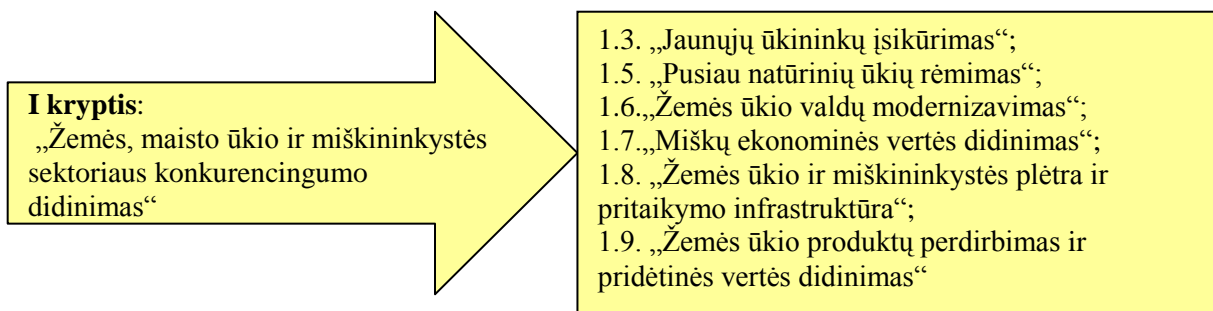 I kryptis:
„Žemės, maisto ūkio ir miškininkystės
sektoriaus konkurencingumo
didinimas“
1.3. „Jaunųjų ūkininkų įsikūrimas“;
1.5. „Pusiau natūrinių ūkių rėmimas“;
1.6.„Žemės ūkio valdų modernizavimas“;
1.7.„Miškų ekonominės vertės didinimas“;
1.8. „Žemės ūkio ir miškininkystės plėtra ir
pritaikymo infrastruktūra“;
1.9. „Žemės ūkio produktų perdirbimas ir
pridėtinės vertės didinimas“